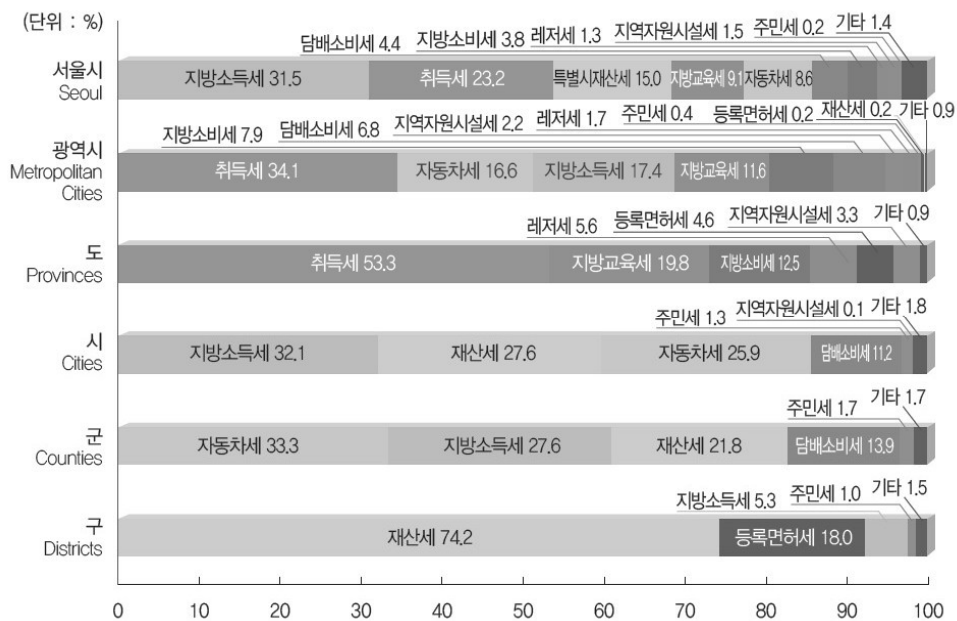 (단위 : %)
담배소비세 4.4 지방소비세 3.8 레저세 1.3 지역자원시설세 1.5 주민세 0.2 기타 1.4
서울시
Seoul
지방소득세 31.5 취득세 23.2 특별시재산세 15.0 지방교육세 9.1 자동차세 8.6
지방소비세 7.9 담배소비세 6.8 지역자원시설세 2.2 레저세 1.7 주민세 0.4 등록면허세 0.2 재산세 0.2 기타 0.9
광역시
Metropolitan
Cities
취득세 34.1 자동차세 16.6 지방소득세 17.4 지방교육세 11.6
레저세 5.6 등록면허세 4.6 지역자원시설세 3.3 기타 0.9
도
Provinces
취득세 53.3 지방교육세 19.8 지방소비세 12.5
주민세 1.3 지역자원시설세 0.1 기타 1.8
시
Cities
지방소득세 32.1 재산세 27.6 자동차세 25.9 담배소비세 11.2
주민세 1.7 기타 1.7
군
Counties
자동차세 33.3 지방소득세 27.6 재산세 21.8 담배소비세 13.9
지방소득세 5.3 주민세 1.0 기타 1.5
구
Districts
재산세 74.2 등록면허세 18.0
0 10 20 30 40 50 60 70 80 90 100